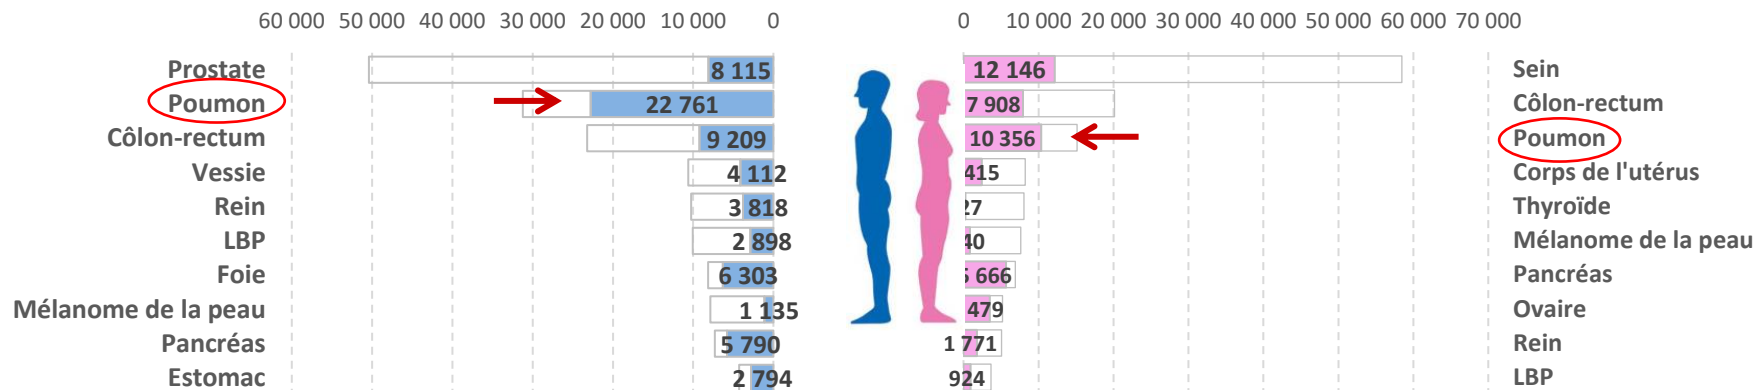 60 000 50 000 40 000 30 000 20 000 10 000 0 0 10 000 20 000 30 000 40 000 50 000 60 000 70 000
Prostate 8 115 12 146 Sein
Poumon 22 761 7 908 Côlon-rectum
Côlon-rectum 9 209 10 356 Poumon
Vessie 4 112 415 Corps de l'utérus
Rein 3 818 27 Thyroïde
LBP 2 898 40 Mélanome de la peau
Foie 6 303 666 Pancréas
Mélanome de la peau 1 135 479 Ovaire
Pancréas 5 790 1 771 Rein
Estomac 2 794 924 LBP